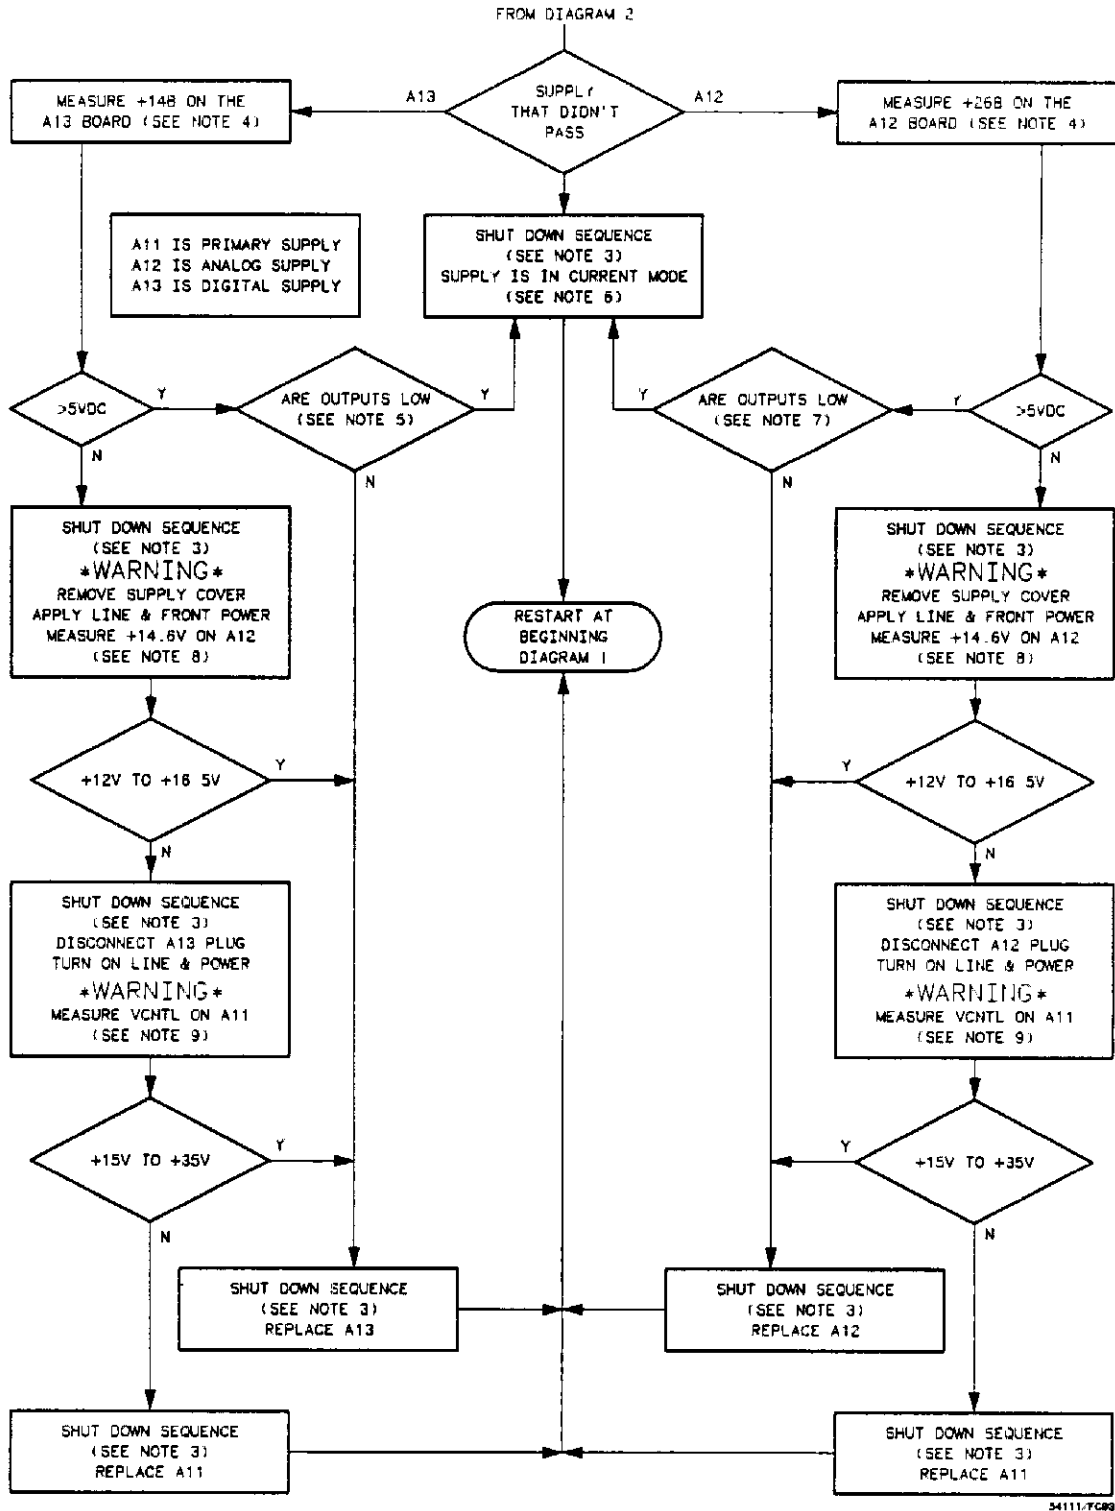 FROM DIAGRAM 2
SUPPLY
THAT DIDN'T
PASS
A13
A12
MEASURE +14B ON THE
A13 BOARD (SEE NOTE 4)
MEASURE +26B ON THE
A12 BOARD (SEE NOTE 4)
A11 IS PRIMARY SUPPLY
A12 IS ANALOG SUPPLY
A13 IS DIGITAL SUPPLY
SHUT DOWN SEQUENCE
(SEE NOTE 3)
SUPPLY IS IN CURRENT MODE
(SEE NOTE 6)
>5VDC
Y
N
ARE OUTPUTS LOW
(SEE NOTE 5)
Y
N
ARE OUTPUTS LOW
(SEE NOTE 7)
Y
N
>5VDC
Y
N
SHUT DOWN SEQUENCE
(SEE NOTE 3)
*WARNING*
REMOVE SUPPLY COVER
APPLY LINE & FRONT POWER
MEASURE +14.6V ON A12
(SEE NOTE 8)
RESTART AT
BEGINNING
DIAGRAM 1
SHUT DOWN SEQUENCE
(SEE NOTE 3)
*WARNING*
REMOVE SUPPLY COVER
APPLY LINE & FRONT POWER
MEASURE +14.6V ON A12
(SEE NOTE 8)
+12V TO +16 5V
Y
N
+12V TO +16 5V
Y
N
SHUT DOWN SEQUENCE
(SEE NOTE 3)
DISCONNECT A13 PLUG
TURN ON LINE & POWER
*WARNING*
MEASURE VCNTL ON A11
(SEE NOTE 9)
SHUT DOWN SEQUENCE
(SEE NOTE 3)
DISCONNECT A12 PLUG
TURN ON LINE & POWER
*WARNING*
MEASURE VCNTL ON A11
(SEE NOTE 9)
+15V TO +35V
Y
N
+15V TO +35V
Y
N
SHUT DOWN SEQUENCE
(SEE NOTE 3)
REPLACE A13
SHUT DOWN SEQUENCE
(SEE NOTE 3)
REPLACE A12
SHUT DOWN SEQUENCE
(SEE NOTE 3)
REPLACE A11
SHUT DOWN SEQUENCE
(SEE NOTE 3)
REPLACE A11